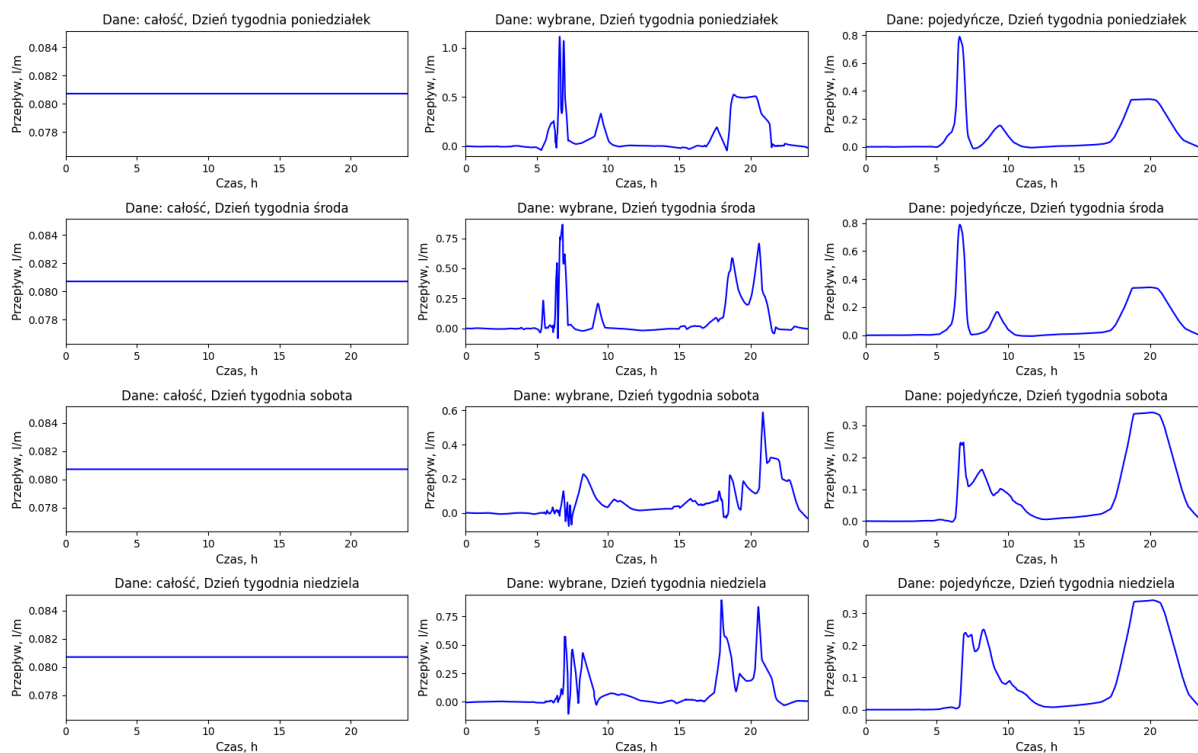 Dane: całość, Dzień tygodnia poniedziałek
Przepływ, l/m
0.084
0.082
0.080
0.078
0 5 10 15 20
Czas, h
Dane: wybrane, Dzień tygodnia poniedziałek
Przepływ, l/m
1.0
0.5
0.0
0 5 10 15 20
Czas, h
Dane: pojedyńcze, Dzień tygodnia poniedziałek
Przepływ, l/m
0.8
0.6
0.4
0.2
0.0
0 5 10 15 20
Czas, h
Dane: całość, Dzień tygodnia środa
Przepływ, l/m
0.084
0.082
0.080
0.078
0 5 10 15 20
Czas, h
Dane: wybrane, Dzień tygodnia środa
Przepływ, l/m
0.75
0.50
0.25
0.00
0 5 10 15 20
Czas, h
Dane: pojedyńcze, Dzień tygodnia środa
Przepływ, l/m
0.8
0.6
0.4
0.2
0.0
0 5 10 15 20
Czas, h
Dane: całość, Dzień tygodnia sobota
Przepływ, l/m
0.084
0.082
0.080
0.078
0 5 10 15 20
Czas, h
Dane: wybrane, Dzień tygodnia sobota
Przepływ, l/m
0.6
0.4
0.2
0.0
0 5 10 15 20
Czas, h
Dane: pojedyńcze, Dzień tygodnia sobota
Przepływ, l/m
0.3
0.2
0.1
0.0
0 5 10 15 20
Czas, h
Dane: całość, Dzień tygodnia niedziela
Przepływ, l/m
0.084
0.082
0.080
0.078
0 5 10 15 20
Czas, h
Dane: wybrane, Dzień tygodnia niedziela
Przepływ, l/m
0.75
0.50
0.25
0.00
0 5 10 15 20
Czas, h
Dane: pojedyńcze, Dzień tygodnia niedziela
Przepływ, l/m
0.3
0.2
0.1
0.0
0 5 10 15 20
Czas, h